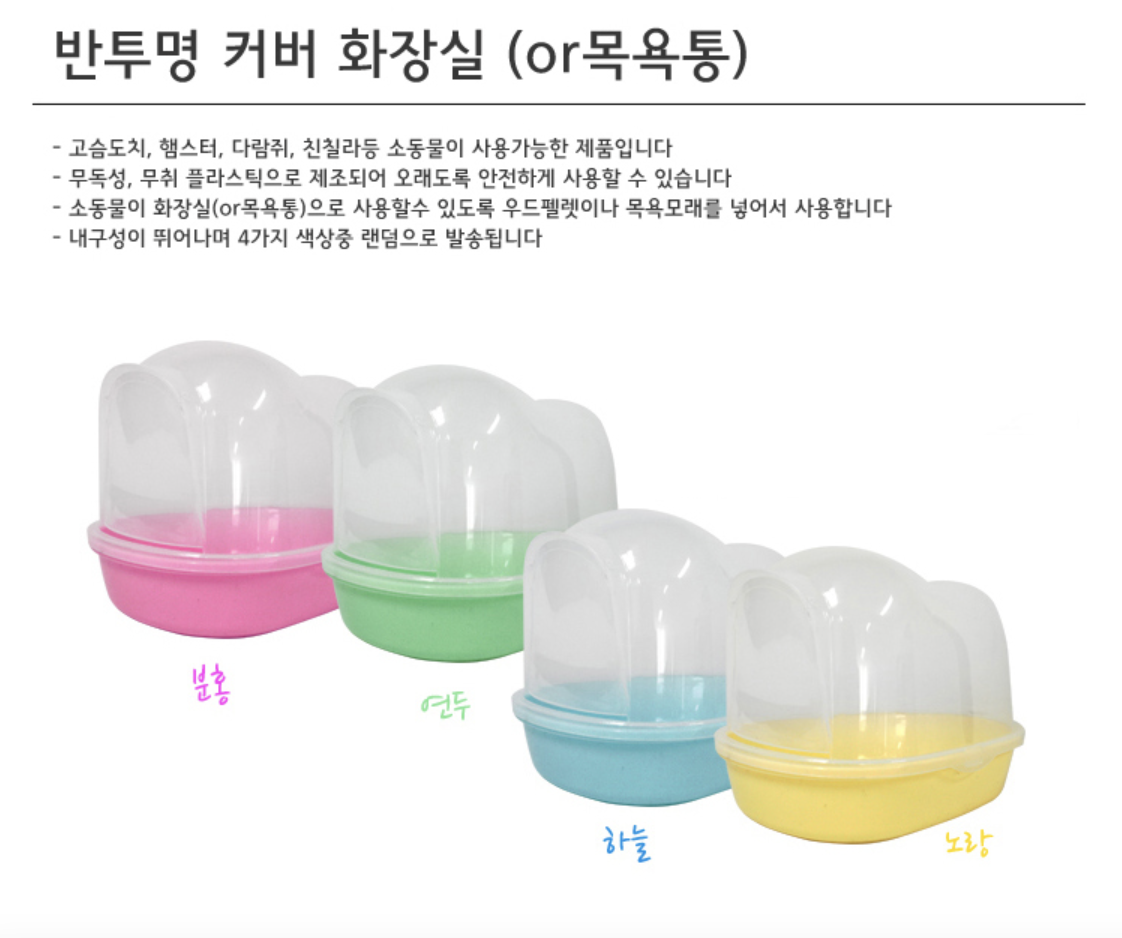 반투명 커버 화장실 (or목욕통)
- 고슴도치, 햄스터, 다람쥐, 친칠라등 소동물이 사용가능한 제품입니다
- 무독성, 무취 플라스틱으로 제조되어 오래도록 안전하게 사용할 수 있습니다
- 소동물이 화장실(or목욕통)으로 사용할수 있도록 우드펠렛이나 목욕모래를 넣어서 사용합니다
- 내구성이 뛰어나며 4가지 색상중 랜덤으로 발송됩니다
분홍
연두
하늘
노랑